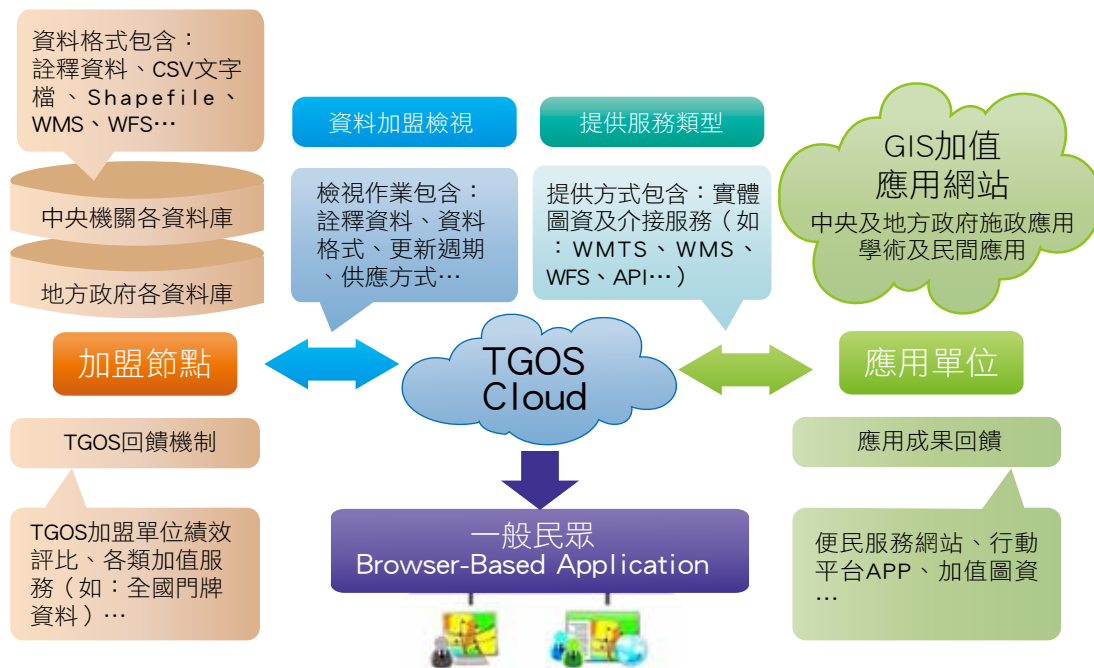 資料格式包含：
詮釋資料、CSV文字
檔、Shapefile、
WMS、WFS…
中央機關各資料庫
地方政府各資料庫
資料加盟檢視
檢視作業包含：
詮釋資料、資料
格式、更新週期
、供應方式…
提供服務類型
提供方式包含：實體
圖資及介接服務（如
：WMTS、WMS、
WFS、API…）
GIS加值
應用網站
中央及地方政府施政應用
學術及民間應用
加盟節點
TGOS
Cloud
應用單位
TGOS回饋機制
TGOS加盟單位績效
評比、各類加值服
務（如：全國門牌
資料）…
一般民眾
Browser-Based Application
應用成果回饋
便民服務網站、行動
平台APP、加值圖資
…